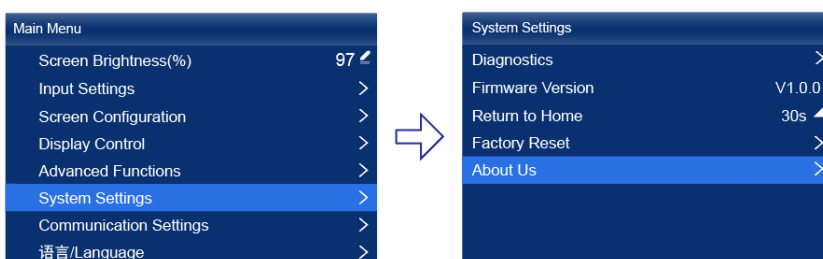 Main Menu
Screen Brightness(%) 97
Input Settings
Screen Configuration
Display Control
Advanced Functions
System Settings
Communication Settings
语言/Language
System Settings
Diagnostics
Firmware Version V1.0.0
Return to Home 30s
Factory Reset
About Us